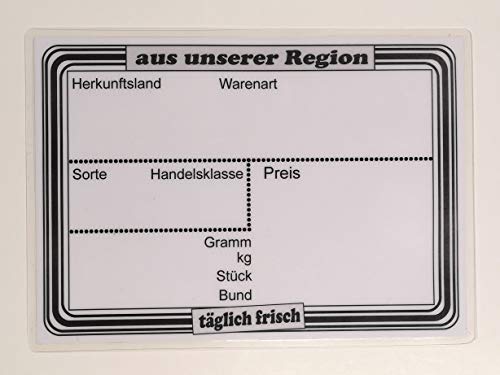 aus unserer Region
Herkunftsland Warenart
Sorte Handelsklasse Preis
Gramm
kg
Stück
Bund
täglich frisch